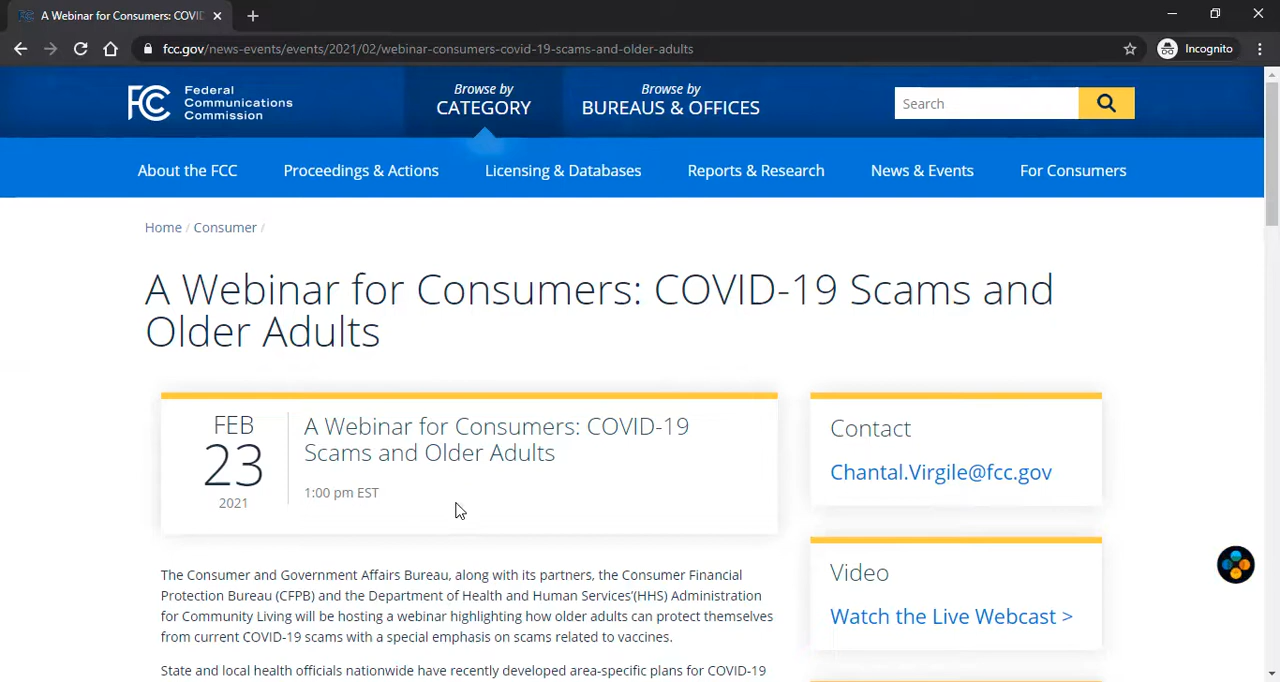 A Webinar for Consumers: COVID
fcc.gov/news-events/events/2021/02/webinar-consumers-covid-19-scams-and-older-adults
Incognito
FCC
Federal
Communications
Commission
Browse by
CATEGORY
Browse by
BUREAUS & OFFICES
Search
About the FCC
Proceedings & Actions
Licensing & Databases
Reports & Research
News & Events
For Consumers
Home / Consumer /
A Webinar for Consumers: COVID-19 Scams and
Older Adults
FEB
23
2021
A Webinar for Consumers: COVID-19
Scams and Older Adults
1:00 pm EST
The Consumer and Government Affairs Bureau, along with its partners, the Consumer Financial
Protection Bureau (CFPB) and the Department of Health and Human Services'(HHS) Administration
for Community Living will be hosting a webinar highlighting how older adults can protect themselves
from current COVID-19 scams with a special emphasis on scams related to vaccines.
State and local health officials nationwide have recently developed area-specific plans for COVID-19
Contact
Chantal.Virgile@fcc.gov
Video
Watch the Live Webcast >